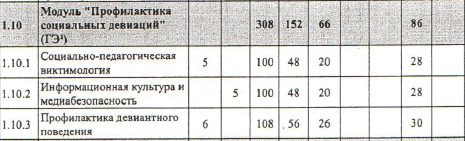 1.10 Модуль "Профилактика социальных девиаций" (ГЭ¹) 308 152 66 86
1.10.1 Социально-педагогическая виктимология 5 100 48 20 28
1.10.2 Информационная культура и медиабезопасность 5 100 48 20 28
1.10.3 Профилактика девиантного поведения 6 108 56 26 30